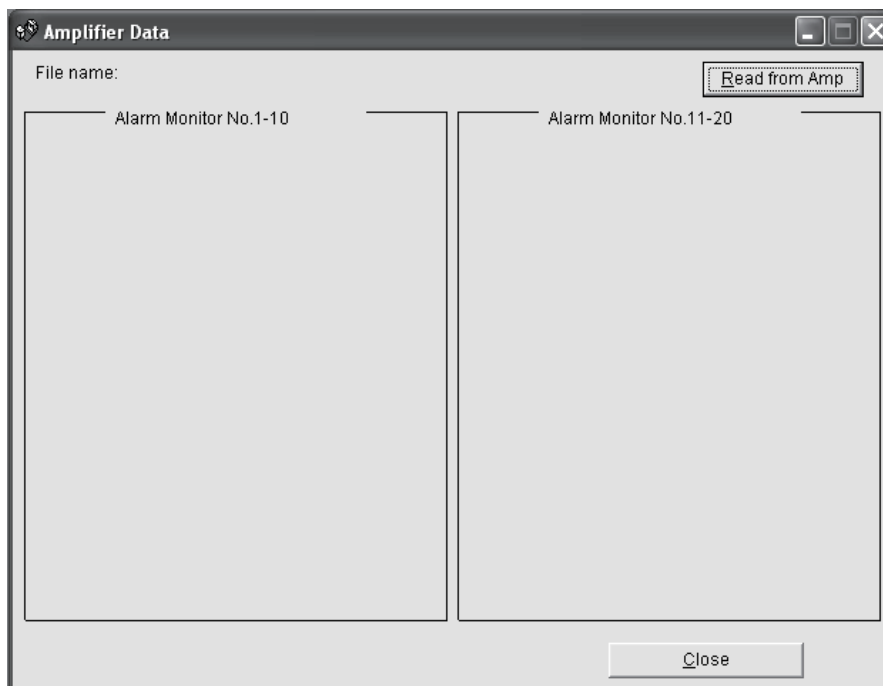 Amplifier Data
File name:
Read from Amp
Alarm Monitor No.1-10
Alarm Monitor No.11-20
Close